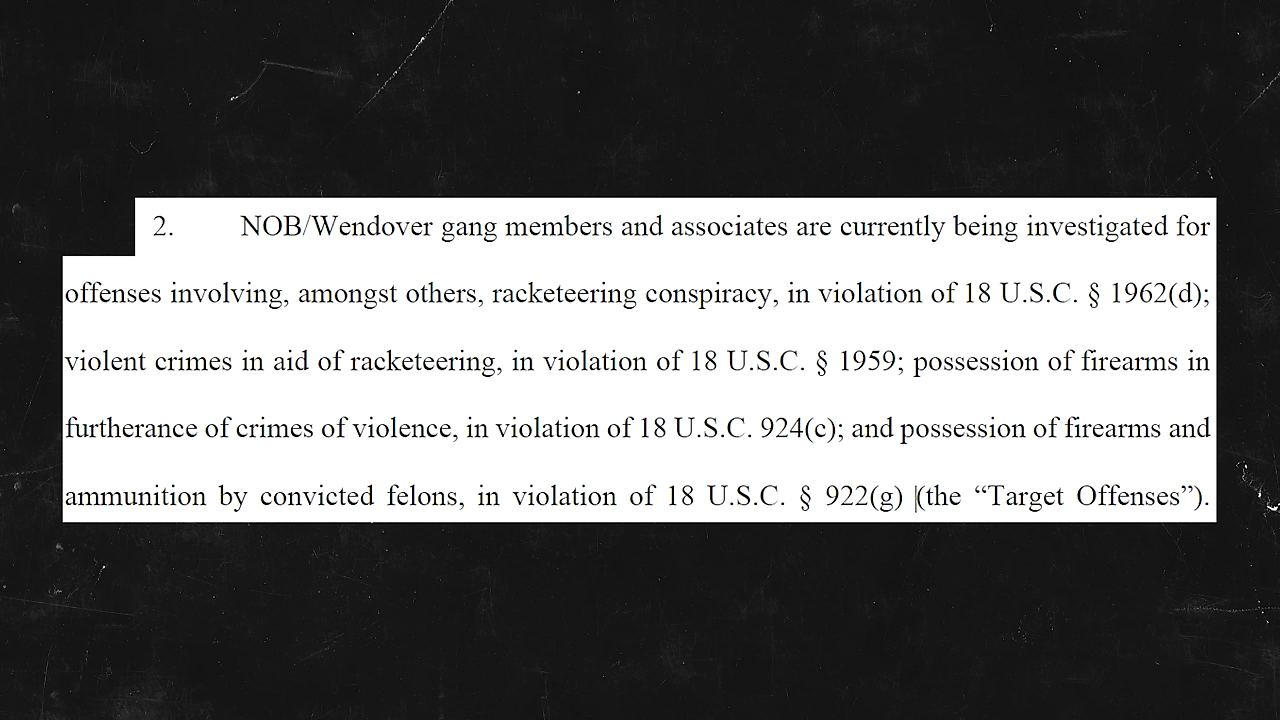 2. NOB/Wendover gang members and associates are currently being investigated for
offenses involving, amongst others, racketeering conspiracy, in violation of 18 U.S.C. § 1962(d);
violent crimes in aid of racketeering, in violation of 18 U.S.C. § 1959; possession of firearms in
furtherance of crimes of violence, in violation of 18 U.S.C. 924(c); and possession of firearms and
ammunition by convicted felons, in violation of 18 U.S.C. § 922(g) (the “Target Offenses”).